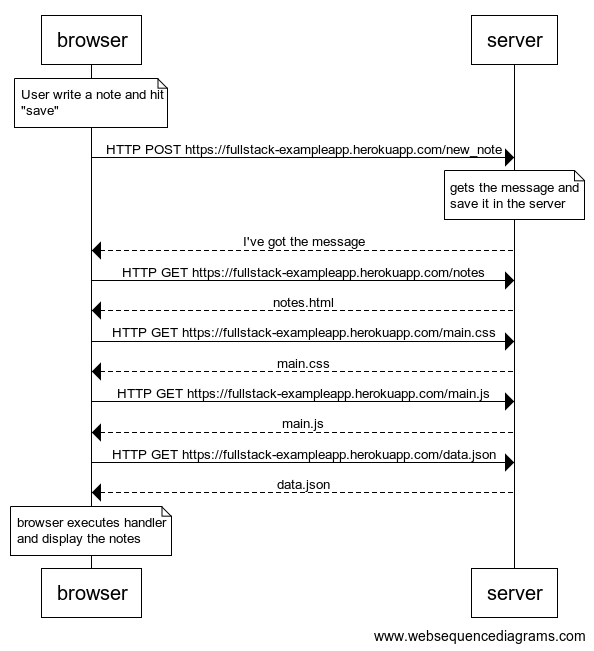 browser
server
User write a note and hit
"save"
HTTP POST https://fullstack-exampleapp.herokuapp.com/new_note
gets the message and
save it in the server
I've got the message
HTTP GET https://fullstack-exampleapp.herokuapp.com/notes
notes.html
HTTP GET https://fullstack-exampleapp.herokuapp.com/main.css
main.css
HTTP GET https://fullstack-exampleapp.herokuapp.com/main.js
main.js
HTTP GET https://fullstack-exampleapp.herokuapp.com/data.json
data.json
browser executes handler
and display the notes
browser
server
www.websequencediagrams.com